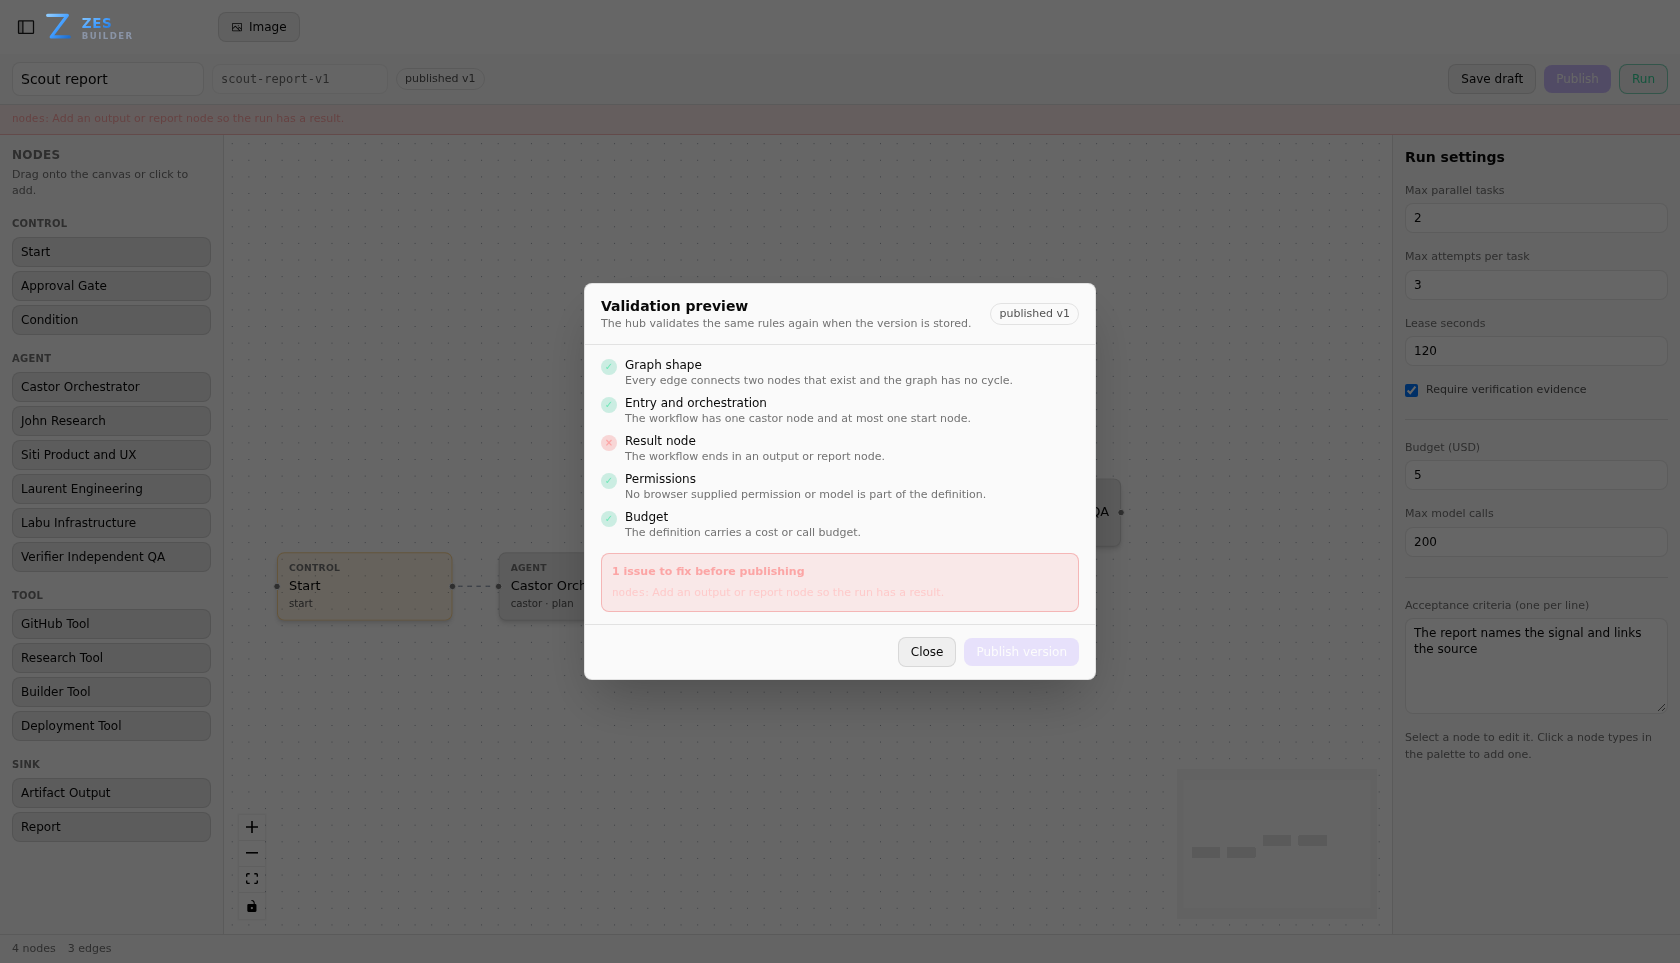 ZES
BUILDER
Image
Scout report
scout-report-v1
published v1
Save draft
Publish
Run
nodes: Add an output or report node so the run has a result.
NODES
Drag onto the canvas or click to
add.
CONTROL
Start
Approval Gate
Condition
AGENT
Castor Orchestrator
John Research
Siti Product and UX
Laurent Engineering
Labu Infrastructure
Verifier Independent QA
TOOL
GitHub Tool
Research Tool
Builder Tool
Deployment Tool
SINK
Artifact Output
Report
CONTROL
Start
start
AGENT
Castor Orch
castor · plan
QA
Validation preview
The hub validates the same rules again when the version is stored.
published v1
Graph shape
Every edge connects two nodes that exist and the graph has no cycle.
Entry and orchestration
The workflow has one castor node and at most one start node.
Result node
The workflow ends in an output or report node.
Permissions
No browser supplied permission or model is part of the definition.
Budget
The definition carries a cost or call budget.
1 issue to fix before publishing
nodes: Add an output or report node so the run has a result.
Close
Publish version
Run settings
Max parallel tasks
2
Max attempts per task
3
Lease seconds
120
Require verification evidence
Budget (USD)
5
Max model calls
200
Acceptance criteria (one per line)
The report names the signal and links
the source
Select a node to edit it. Click a node types in
the palette to add one.
4 nodes
3 edges